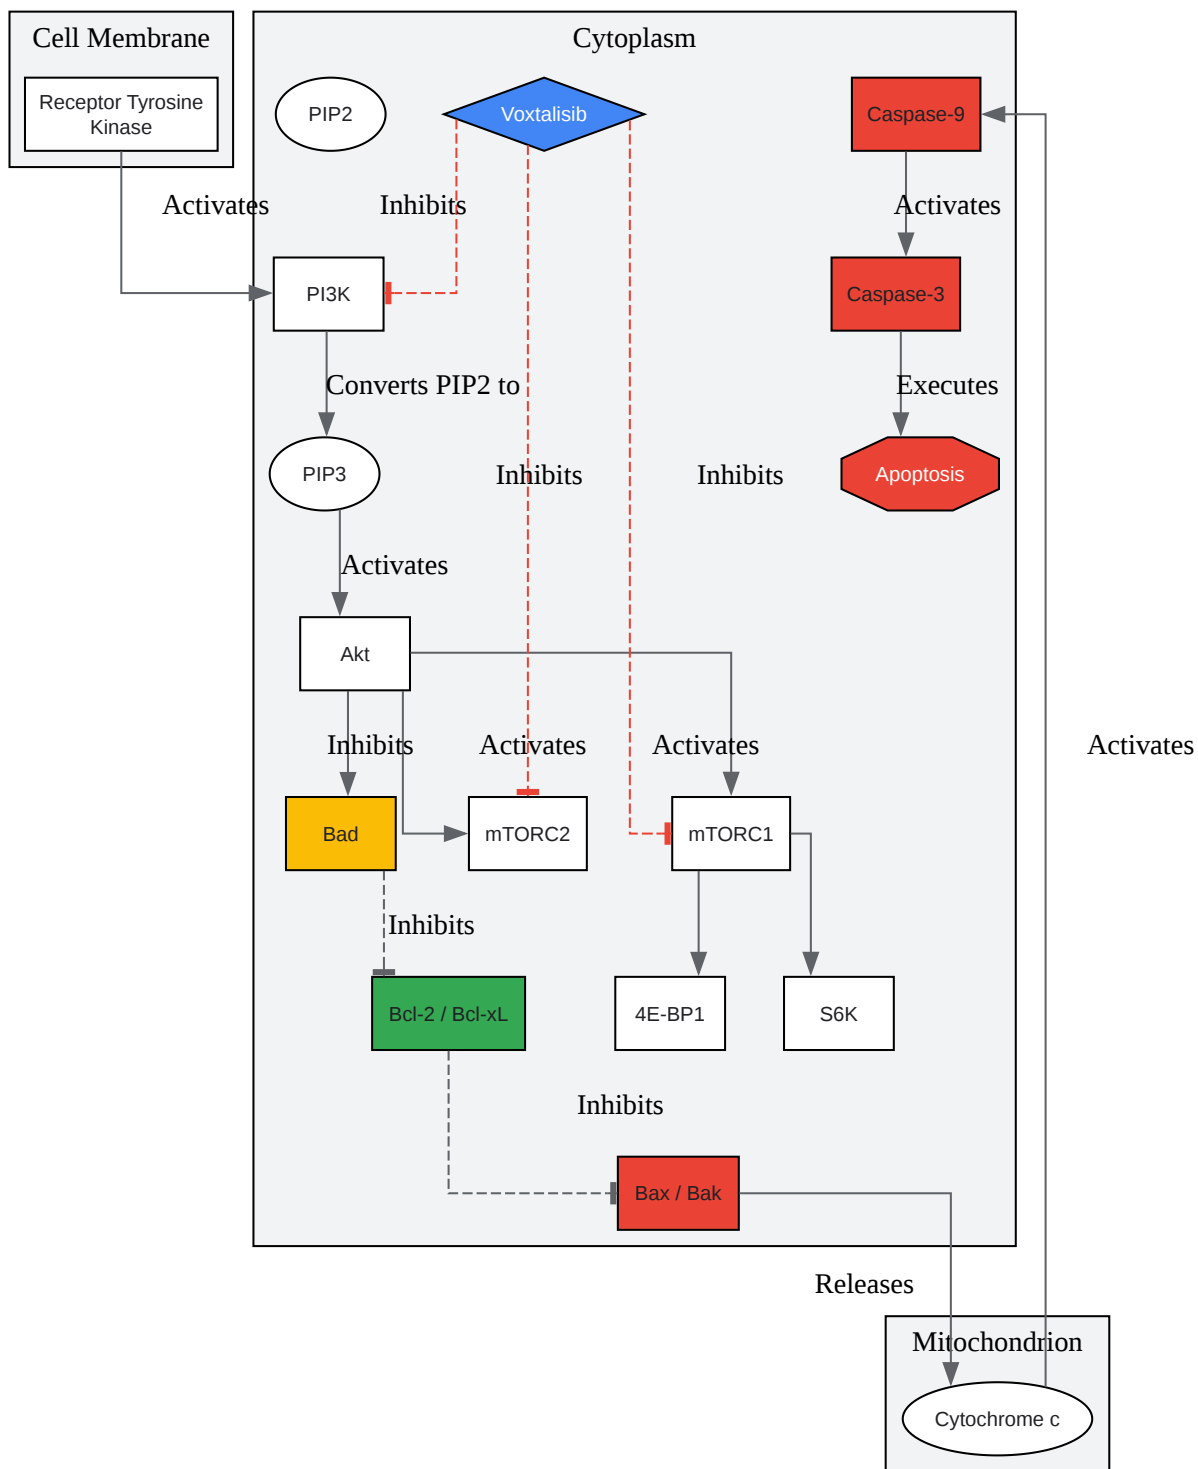 Cell Membrane
Cytoplasm
Receptor Tyrosine
Kinase
PIP2
Voxtalisib
Caspase-9
Activates
Inhibits
Activates
PI3K
Caspase-3
Converts PIP2 to
Executes
PIP3
Inhibits
Inhibits
Apoptosis
Activates
Akt
Inhibits
Activates
Activates
Activates
Bad
mTORC2
mTORC1
Inhibits
Bcl-2 / Bcl-xL
4E-BP1
S6K
Inhibits
Bax / Bak
Releases
Mitochondrion
Cytochrome c